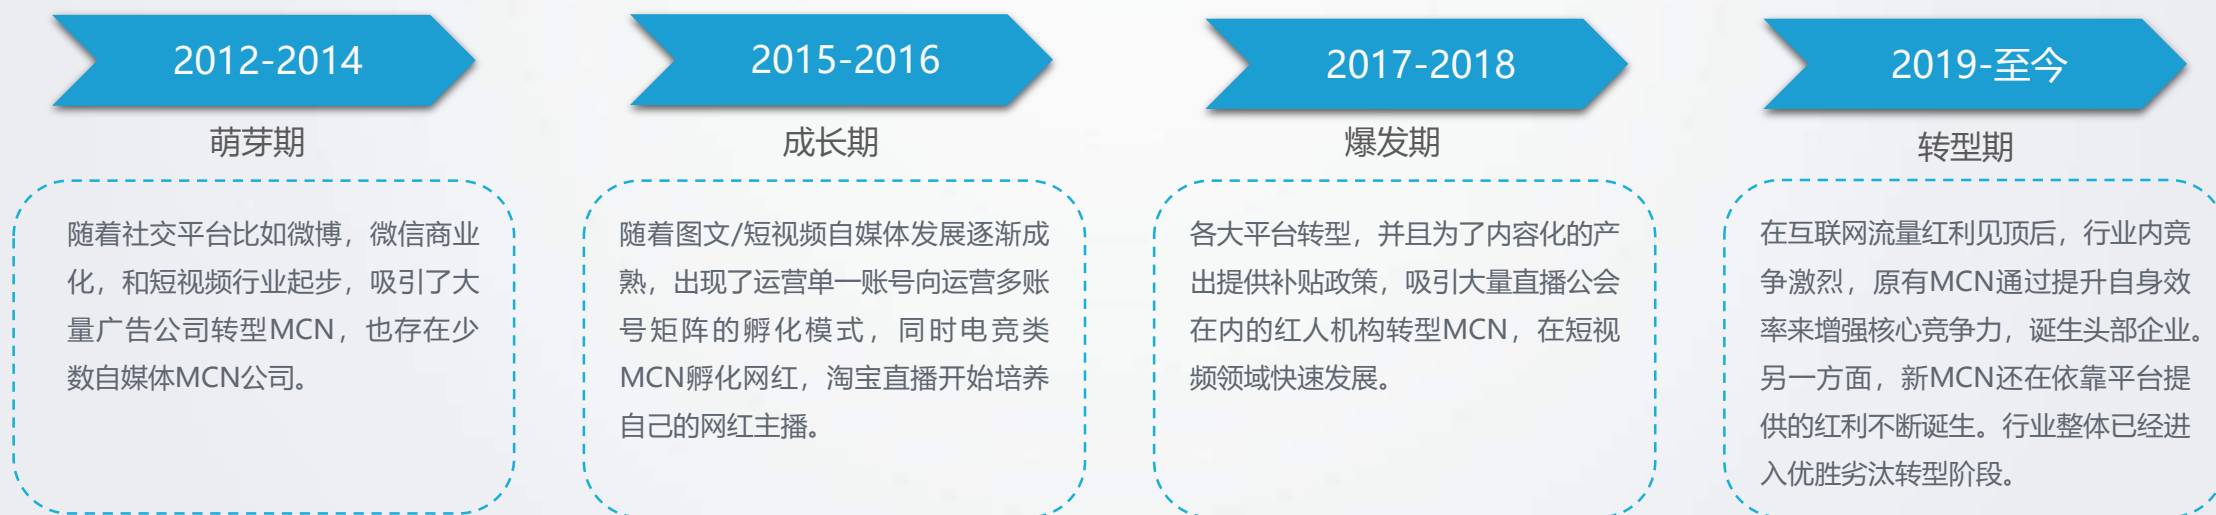 2012-2014
萌芽期
随着社交平台比如微博，微信商业
化，和短视频行业起步，吸引了大
量广告公司转型MCN，也存在少
数自媒体MCN公司。
2015-2016
成长期
随着图文/短视频自媒体发展逐渐成
熟，出现了运营单一账号向运营多账
号矩阵的孵化模式，同时电竞类
MCN孵化网红，淘宝直播开始培养
自己的网红主播。
2017-2018
爆发期
各大平台转型，并且为了内容化的产
出提供补贴政策，吸引大量直播公会
在内的红人机构转型MCN，在短视
频领域快速发展。
2019-至今
转型期
在互联网流量红利见顶后，行业内竞
争激烈，原有MCN通过提升自身效
率来增强核心竞争力，诞生头部企业。
另一方面，新MCN还在依靠平台提
供的红利不断诞生。行业整体已经进
入优胜劣汰转型阶段。